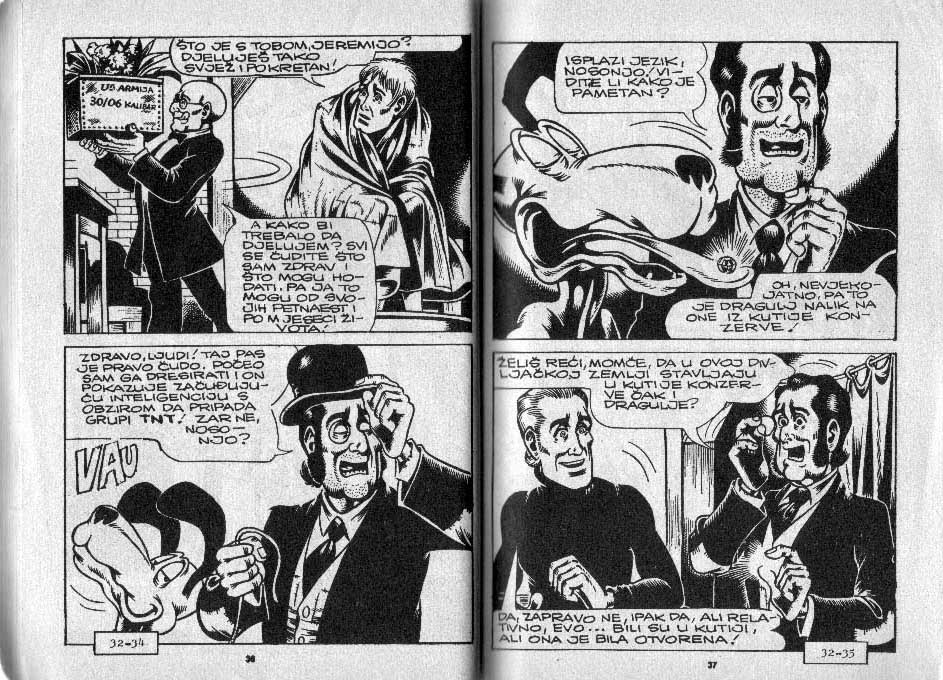 ŠTO JE S TOBOM, JEREMIJO?
DJELUJEŠ TAKO
SVJEŽ I POKRETAN!
US ARMIJA
30/06 KALIBAR
A KAKO BI
TREBALO DA
DJELUJEM? SVI
SE ČUDITE ŠTO
SAM ZDRAV I
ŠTO MOGU HO-
DATI, PA JA TO
MOGU OD SVO-
JIH PETNAEST I
PO MJESECI ŽI-
VOTA!
ZDRAVO, LJUDI! TAJ PAS
JE PRAVO ČUDO, POČEO
SAM GA DRESIRATI I ON
POKAZUJE ZAČUĐUJU-
ĆU INTELIGENCIJU S
OBZIROM DA PRIPADA
GRUPI TNT! ZAR NE,
NOSO-
NJO?
VAU
32-34
36
ISPLAZI JEZIK,
NOSONJO! VI-
DITE LI KAKO JE
PAMETAN?
OH, NEVJEKO-
JATNO, PA TO
JE DRAGULJ NALIK NA
ONE IZ KUTIJE KON-
ZERVE!
ŽELIŠ REĆI, MOMČE, DA U OVOJ DIV-
LJAČKOJ ZEMLJI STAVLJAJU
U KUTIJE KONZER-
VE ČAK I
DRAGULJE?
DA, ZAPRAVO NE, IPAK DA, ALI RELA-
TIVNO, EVO... BILI SU U KUTIJI,
ALI ONA JE BILA OTVORENA!
32-35
37